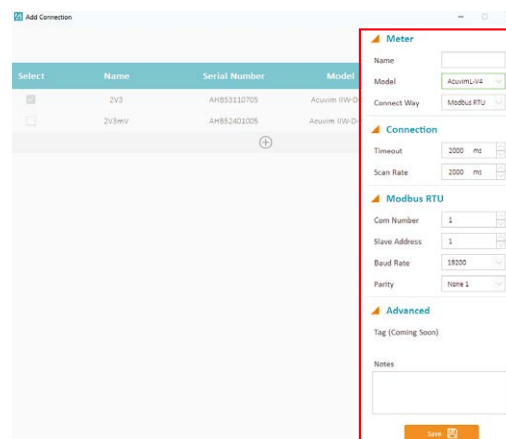 Add Connection
Select Name Serial Number Model
2V3 AHB53110705 Acuvim IIW-D-
2V3mV AHB52401005 Acuvim IIW-D-
Meter
Name
Model AcuvimL-V4
Connect Way Modbus RTU
Connection
Timeout 2000 ms
Scan Rate 2000 ms
Modbus RTU
Com Number 1
Slave Address 1
Baud Rate 19200
Parity None 1
Advanced
Tag (Coming Soon)
Notes
Save